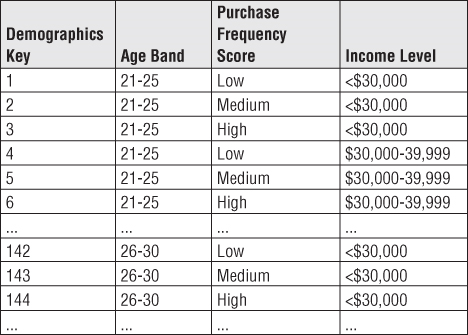 Demographics Key | Age Band | Purchase Frequency Score | Income Level
1 | 21-25 | Low | <$30,000
2 | 21-25 | Medium | <$30,000
3 | 21-25 | High | <$30,000
4 | 21-25 | Low | $30,000-39,999
5 | 21-25 | Medium | $30,000-39,999
6 | 21-25 | High | $30,000-39,999
... | ... | ... | ...
142 | 26-30 | Low | <$30,000
143 | 26-30 | Medium | <$30,000
144 | 26-30 | High | <$30,000
... | ... | ... | ...